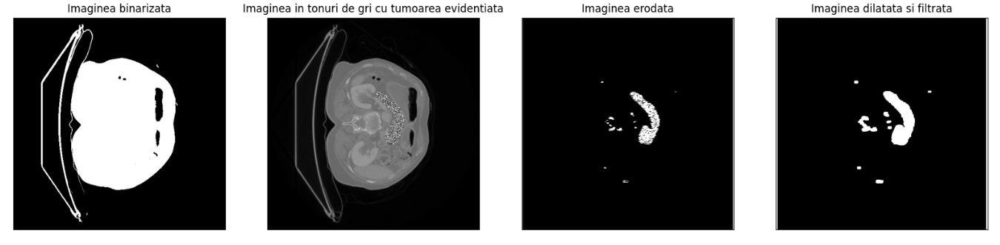 Imaginea binarizata
Imaginea in tonuri de gri cu tumoarea evidentiata
Imaginea erodata
Imaginea dilatata si filtrata